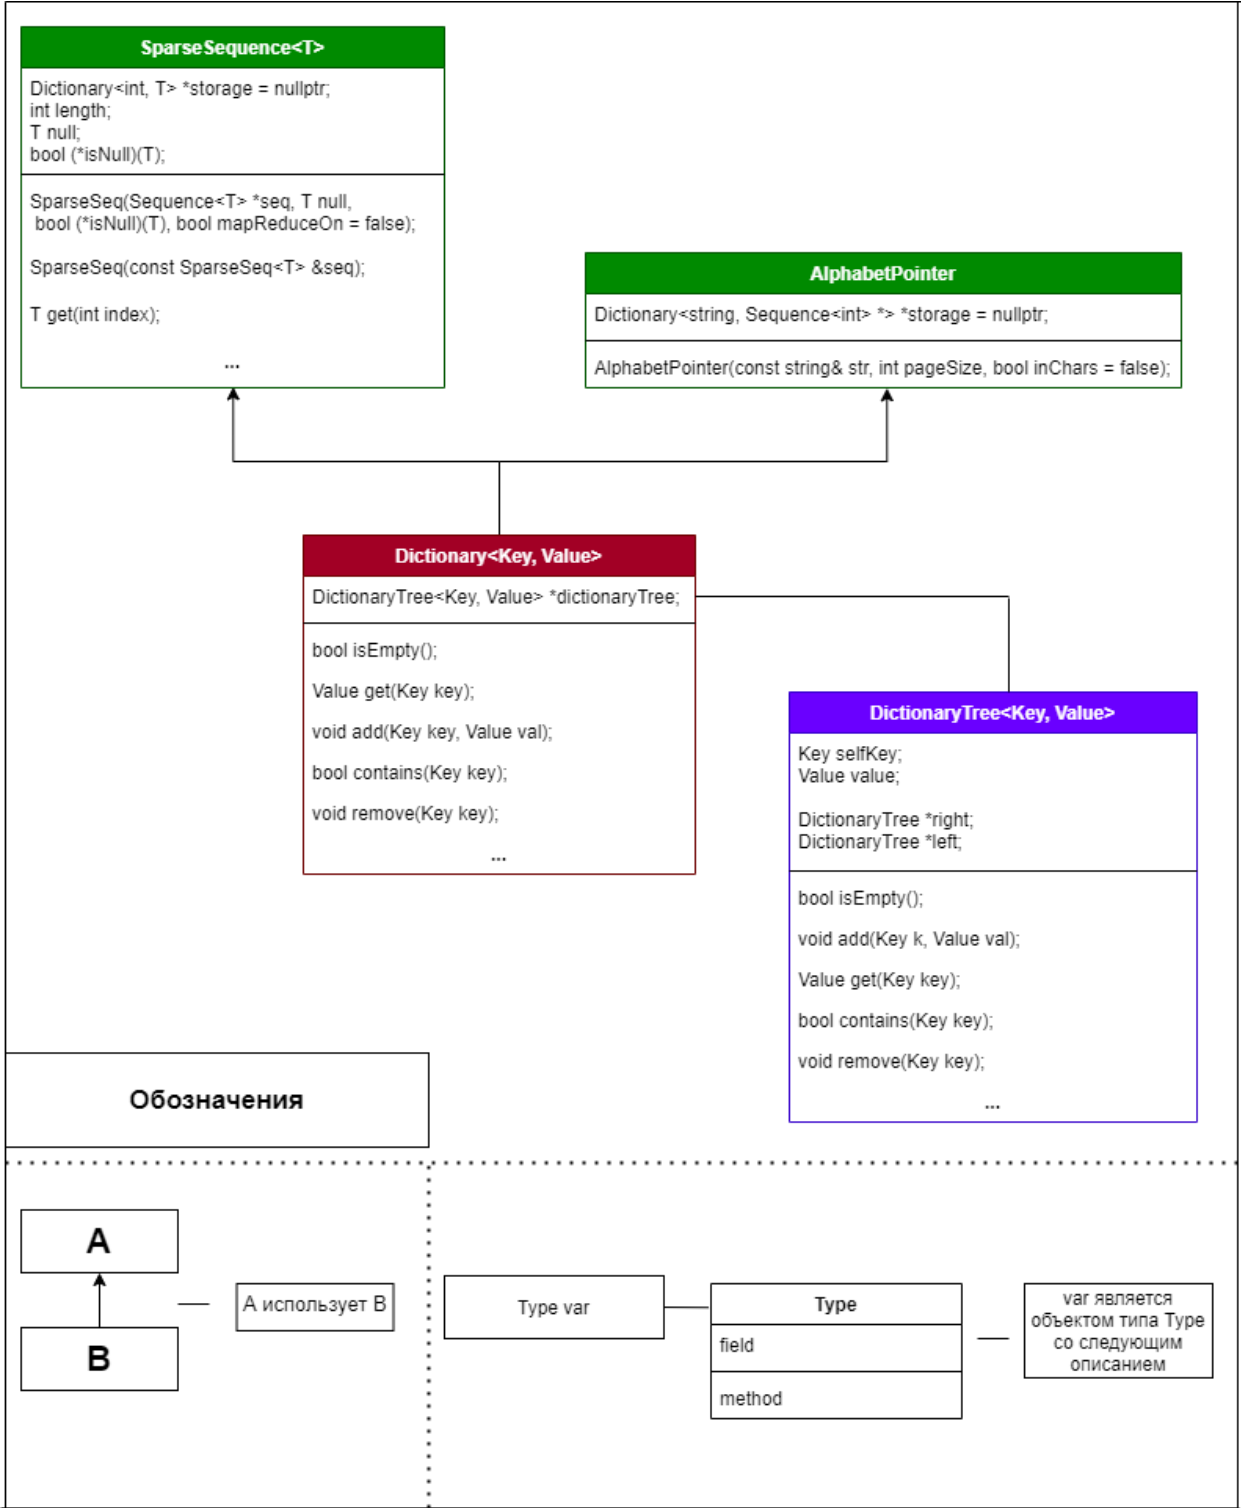 SparseSequence<T>
Dictionary<int, T> *storage = nullptr;
int length;
T null;
bool (*isNull)(T);
SparseSeq(Sequence<T> *seq, T null,
bool (*isNull)(T), bool mapReduceOn = false);
SparseSeq(const SparseSeq<T> &seq);
T get(int index);
...
AlphabetPointer
Dictionary<string, Sequence<int> *> *storage = nullptr;
AlphabetPointer(const string& str, int pageSize, bool inChars = false);
Dictionary<Key, Value>
DictionaryTree<Key, Value> *dictionaryTree;
bool isEmpty();
Value get(Key key);
void add(Key key, Value val);
bool contains(Key key);
void remove(Key key);
...
DictionaryTree<Key, Value>
Key selfKey;
Value value;
DictionaryTree *right;
DictionaryTree *left;
bool isEmpty();
void add(Key k, Value val);
Value get(Key key);
bool contains(Key key);
void remove(Key key);
...
Обозначения
A
B
А использует В
Type var
Type
field
method
var является
объектом типа Type
со следующим
описанием